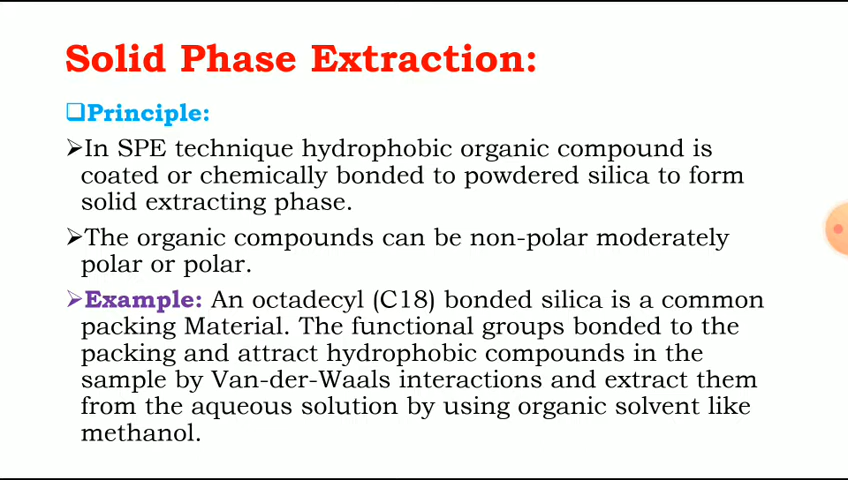 Solid Phase Extraction:
❑Principle:
➤In SPE technique hydrophobic organic compound is
coated or chemically bonded to powdered silica to form
solid extracting phase.
➤The organic compounds can be non-polar moderately
polar or polar.
➤Example: An octadecyl (C18) bonded silica is a common
packing Material. The functional groups bonded to the
packing and attract hydrophobic compounds in the
sample by Van-der-Waals interactions and extract them
from the aqueous solution by using organic solvent like
methanol.